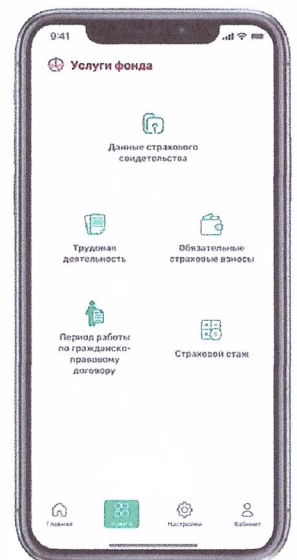 9:41
Услуги фонда
Данные страхового
свидетельства
Трудовая
деятельность
Обязательные
страховые взносы
Период работы
по гражданско-
правовому
договору
Страховой стаж
Главная
Услуги
Настройки
Кабинет